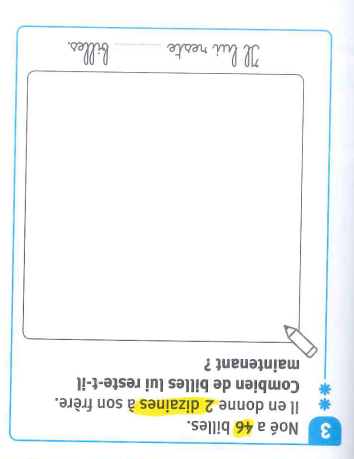 3
Noé a 46 billes.
Il en donne 2 dizaines à son frère.
Combien de billes lui reste-t-il
maintenant ?
Il lui reste ............ billes.